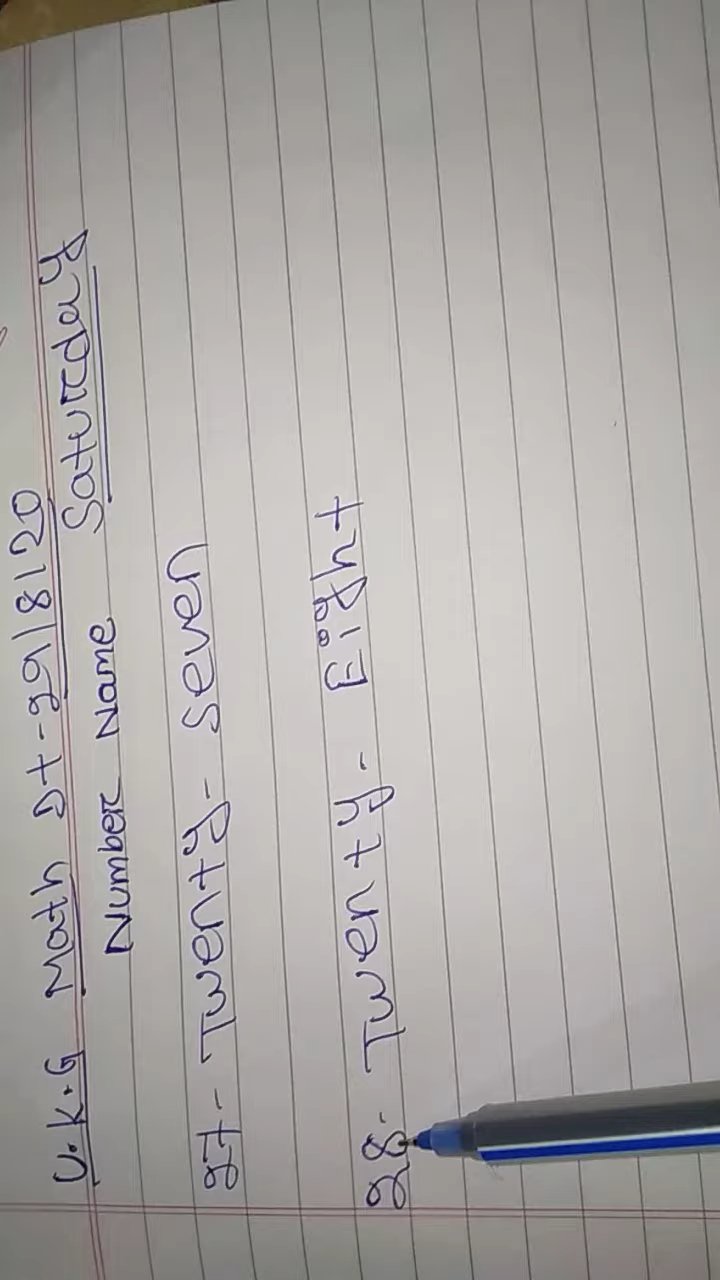 U.K.G Math Dt-29/8/20
Saturday
Number Name
27- Twenty- Seven
28- Twenty- Eight